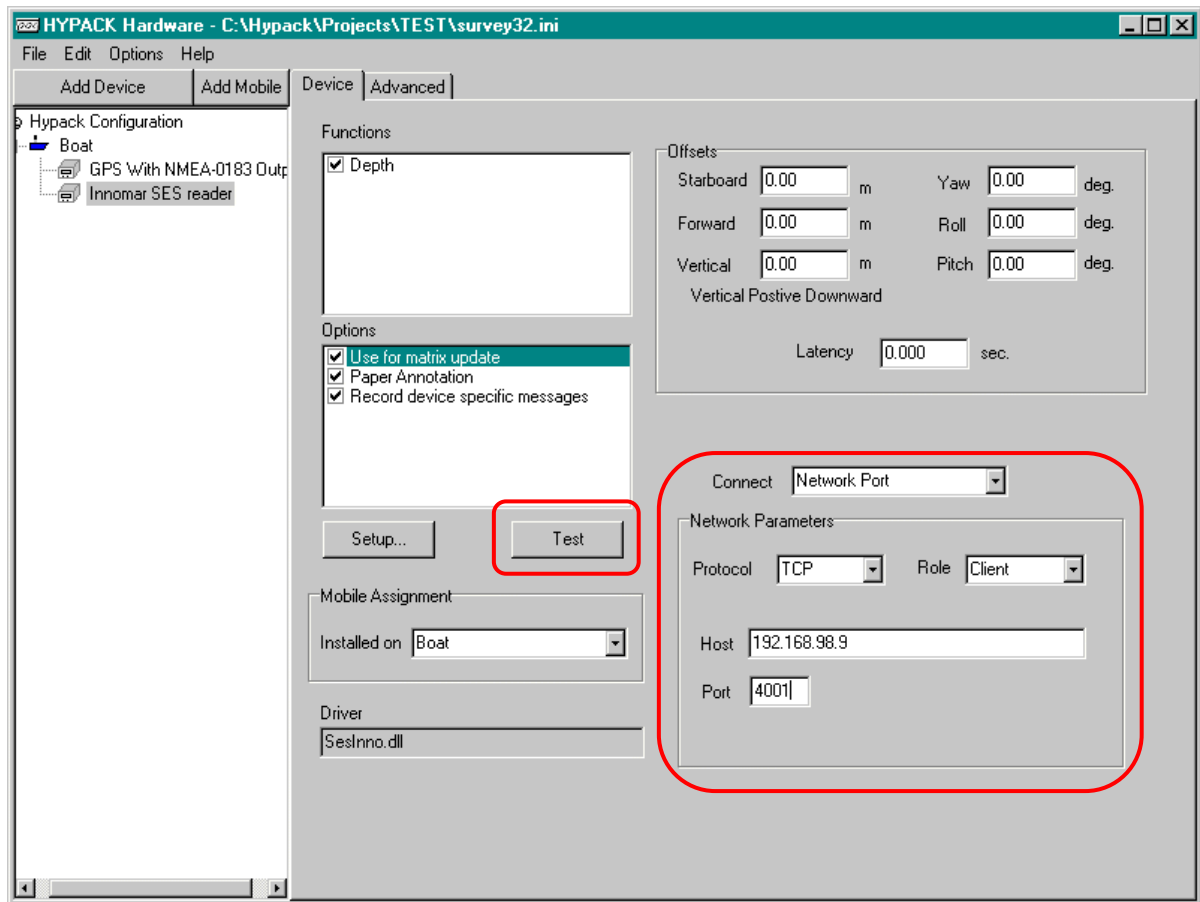 HYPACK Hardware - C:\Hypack\Projects\TEST\survey32.ini
File Edit Options Help
Add Device Add Mobile Device Advanced
Hypack Configuration
Boat
GPS With NMEA-0183 Outp
Innomar SES reader
Functions
Depth
Options
Use for matrix update
Paper Annotation
Record device specific messages
Setup... Test
Mobile Assignment
Installed on Boat
Driver
SesInno.dll
Offsets
Starboard 0.00 m Yaw 0.00 deg.
Forward 0.00 m Roll 0.00 deg.
Vertical 0.00 m Pitch 0.00 deg.
Vertical Postive Downward
Latency 0.000 sec.
Connect Network Port
Network Parameters
Protocol TCP Role Client
Host 192.168.98.9
Port 4001